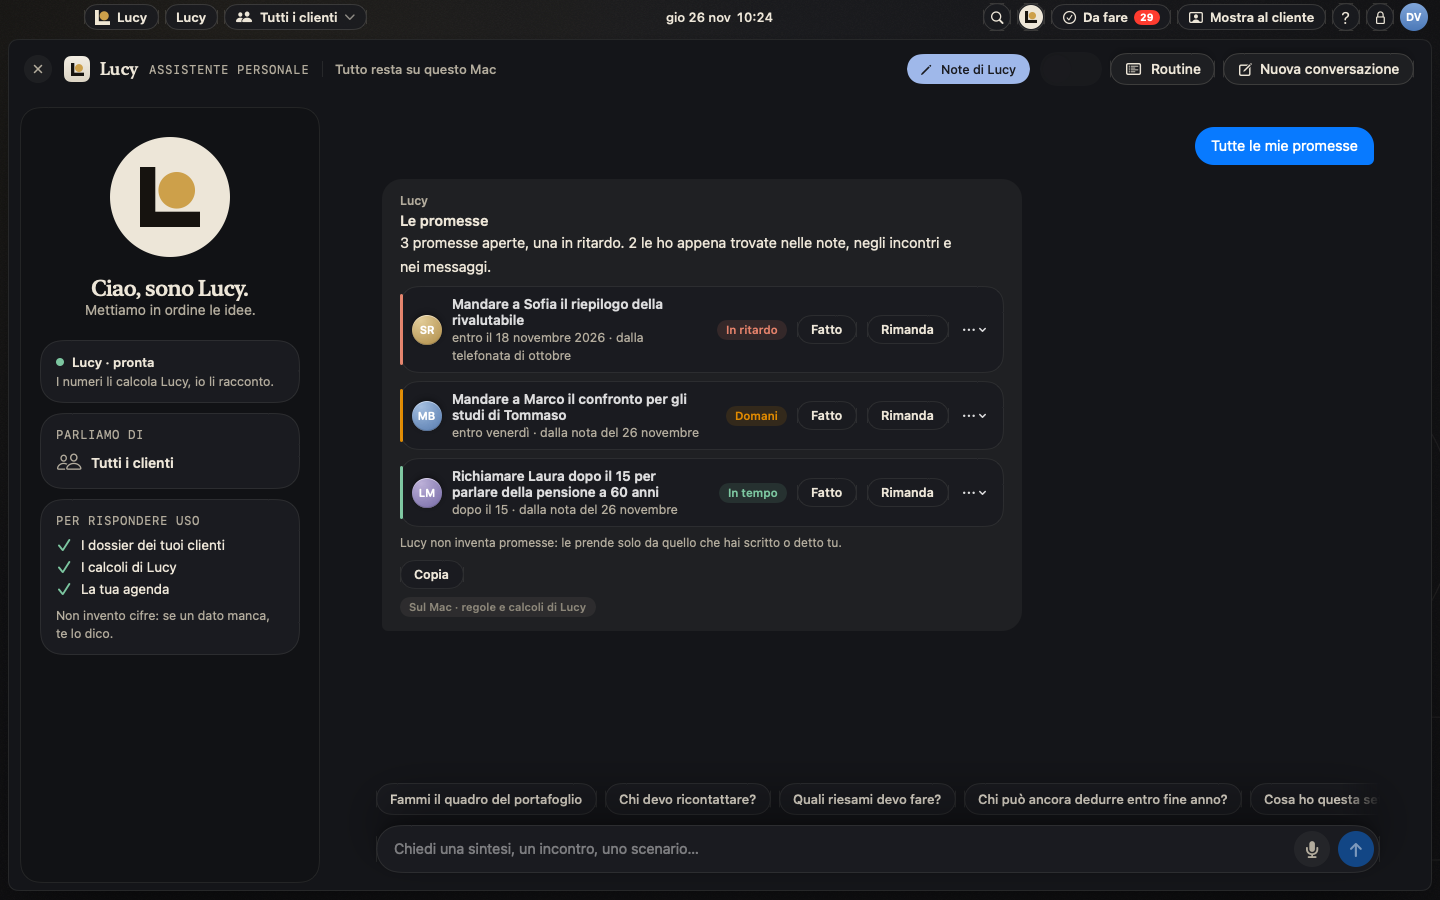 Lucy
Lucy
Tutti i clienti
gio 26 nov 10:24
Da fare 29
Mostra al cliente
?
DV
Lucy ASSISTENTE PERSONALE
Tutto resta su questo Mac
Note di Lucy
Routine
Nuova conversazione
Ciao, sono Lucy.
Mettiamo in ordine le idee.
Lucy · pronta
I numeri li calcola Lucy, io li racconto.
PARLIAMO DI
Tutti i clienti
PER RISPONDERE USO
I dossier dei tuoi clienti
I calcoli di Lucy
La tua agenda
Non invento cifre: se un dato manca,
te lo dico.
Tutte le mie promesse
Lucy
Le promesse
3 promesse aperte, una in ritardo. 2 le ho appena trovate nelle note, negli incontri e
nei messaggi.
SR
Mandare a Sofia il riepilogo della
rivalutabile
entro il 18 novembre 2026 · dalla
telefonata di ottobre
In ritardo
Fatto
Rimanda
MB
Mandare a Marco il confronto per gli
studi di Tommaso
entro venerdì · dalla nota del 26 novembre
Domani
Fatto
Rimanda
LM
Richiamare Laura dopo il 15 per
parlare della pensione a 60 anni
dopo il 15 · dalla nota del 26 novembre
In tempo
Fatto
Rimanda
Lucy non inventa promesse: le prende solo da quello che hai scritto o detto tu.
Copia
Sul Mac · regole e calcoli di Lucy
Fammi il quadro del portafoglio
Chi devo ricontattare?
Quali riesami devo fare?
Chi può ancora dedurre entro fine anno?
Cosa ho questa se
Chiedi una sintesi, un incontro, uno scenario...